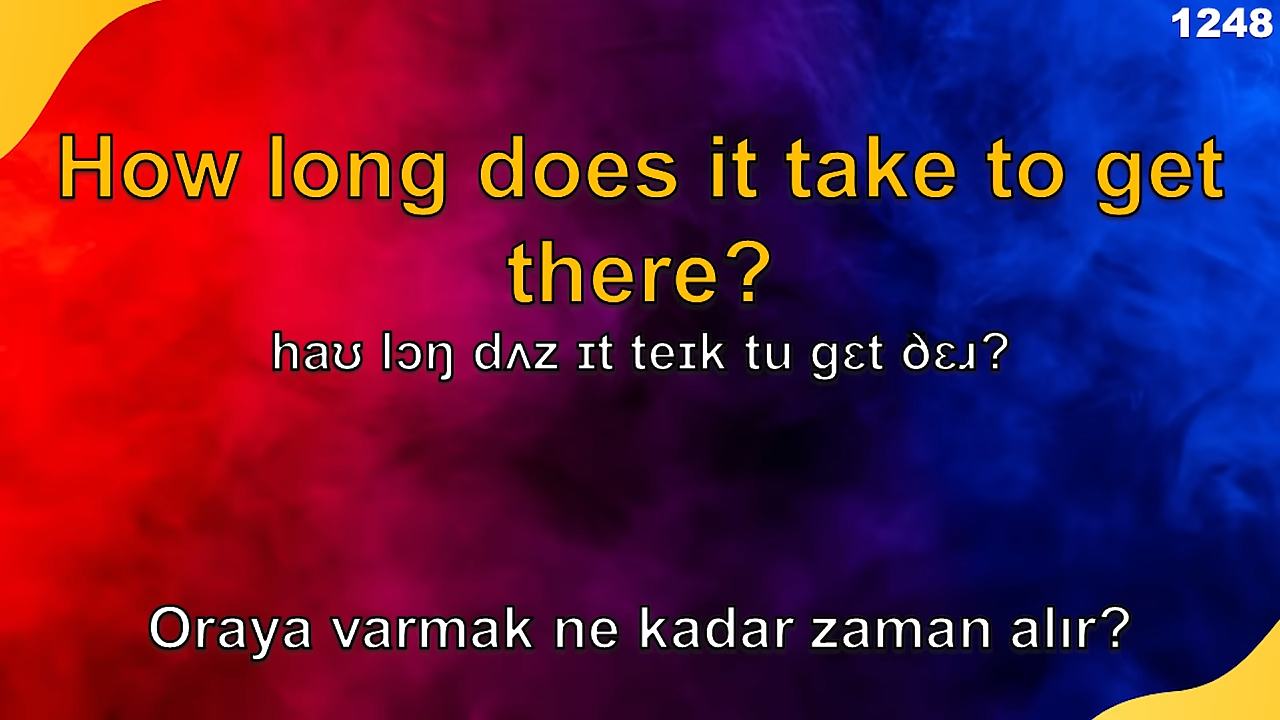 1248
How long does it take to get
there?
haʊ lɔŋ dʌz ɪt teɪk tu gɛt ðɛɹ?
Oraya varmak ne kadar zaman alır?